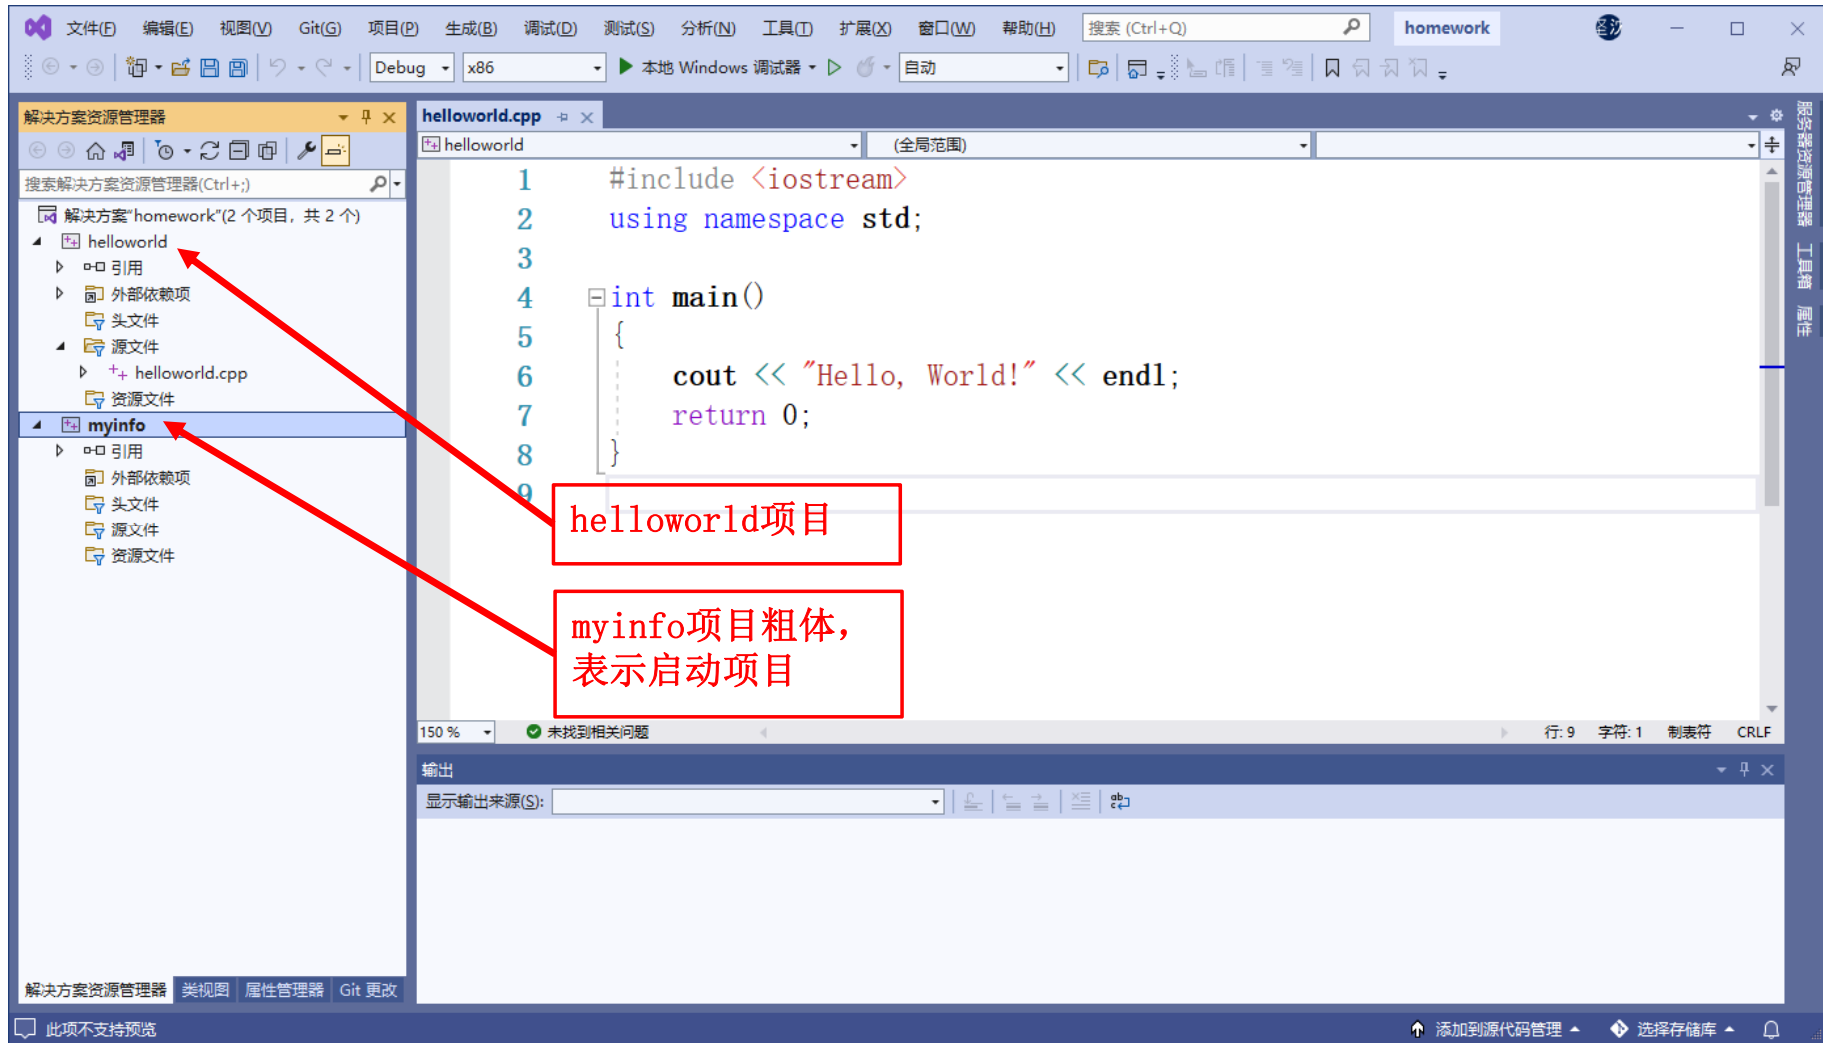 文件(F) 编辑(E) 视图(V) Git(G) 项目(P) 生成(B) 调试(D) 测试(S) 分析(N) 工具(T) 扩展(X) 窗口(W) 帮助(H) 搜索 (Ctrl+Q) homework
Debug x86 本地 Windows 调试器 自动
解决方案资源管理器
搜索解决方案资源管理器(Ctrl+;)
解决方案"homework"(2 个项目, 共 2 个)
helloworld
引用
外部依赖项
头文件
源文件
helloworld.cpp
资源文件
myinfo
引用
外部依赖项
头文件
源文件
资源文件
解决方案资源管理器 类视图 属性管理器 Git 更改
helloworld.cpp
helloworld (全局范围)
1 #include <iostream>
2 using namespace std;
3
4 int main()
5 {
6 cout << "Hello, World!" << endl;
7 return 0;
8 }
9
helloworld项目
myinfo项目粗体,
表示启动项目
150 % 未找到相关问题 行: 9 字符: 1 制表符 CRLF
输出
显示输出来源(S):
服务器资源管理器
工具箱
属性
此项不支持预览 添加到源代码管理 选择存储库